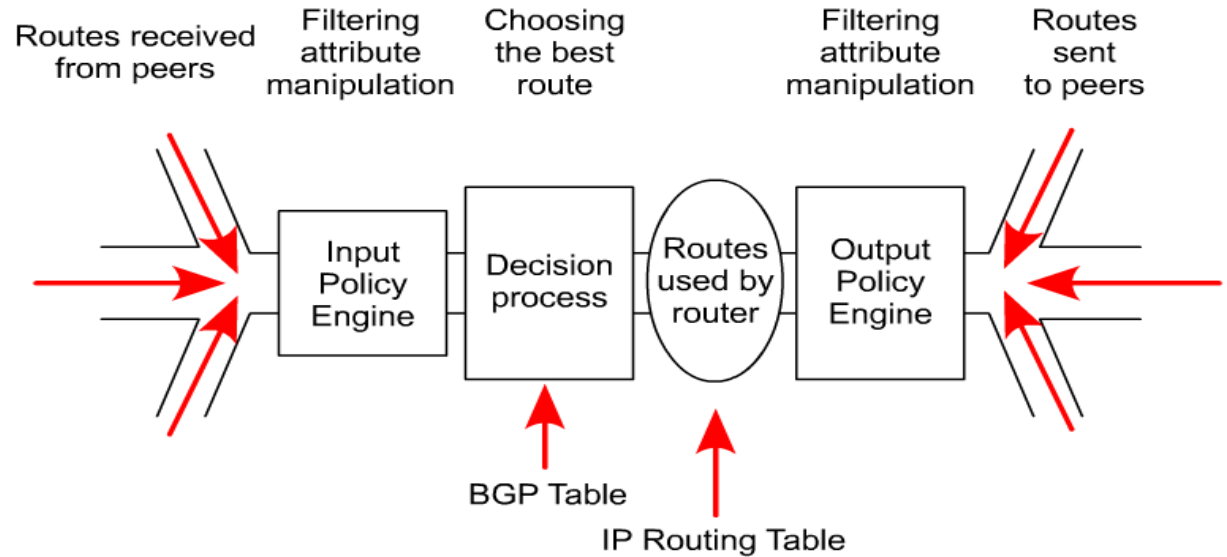 Routes received
from peers
Filtering
attribute
manipulation
Choosing
the best
route
Filtering
attribute
manipulation
Routes
sent
to peers
Input
Policy
Engine
Decision
process
Routes
used by
router
Output
Policy
Engine
BGP Table
IP Routing Table